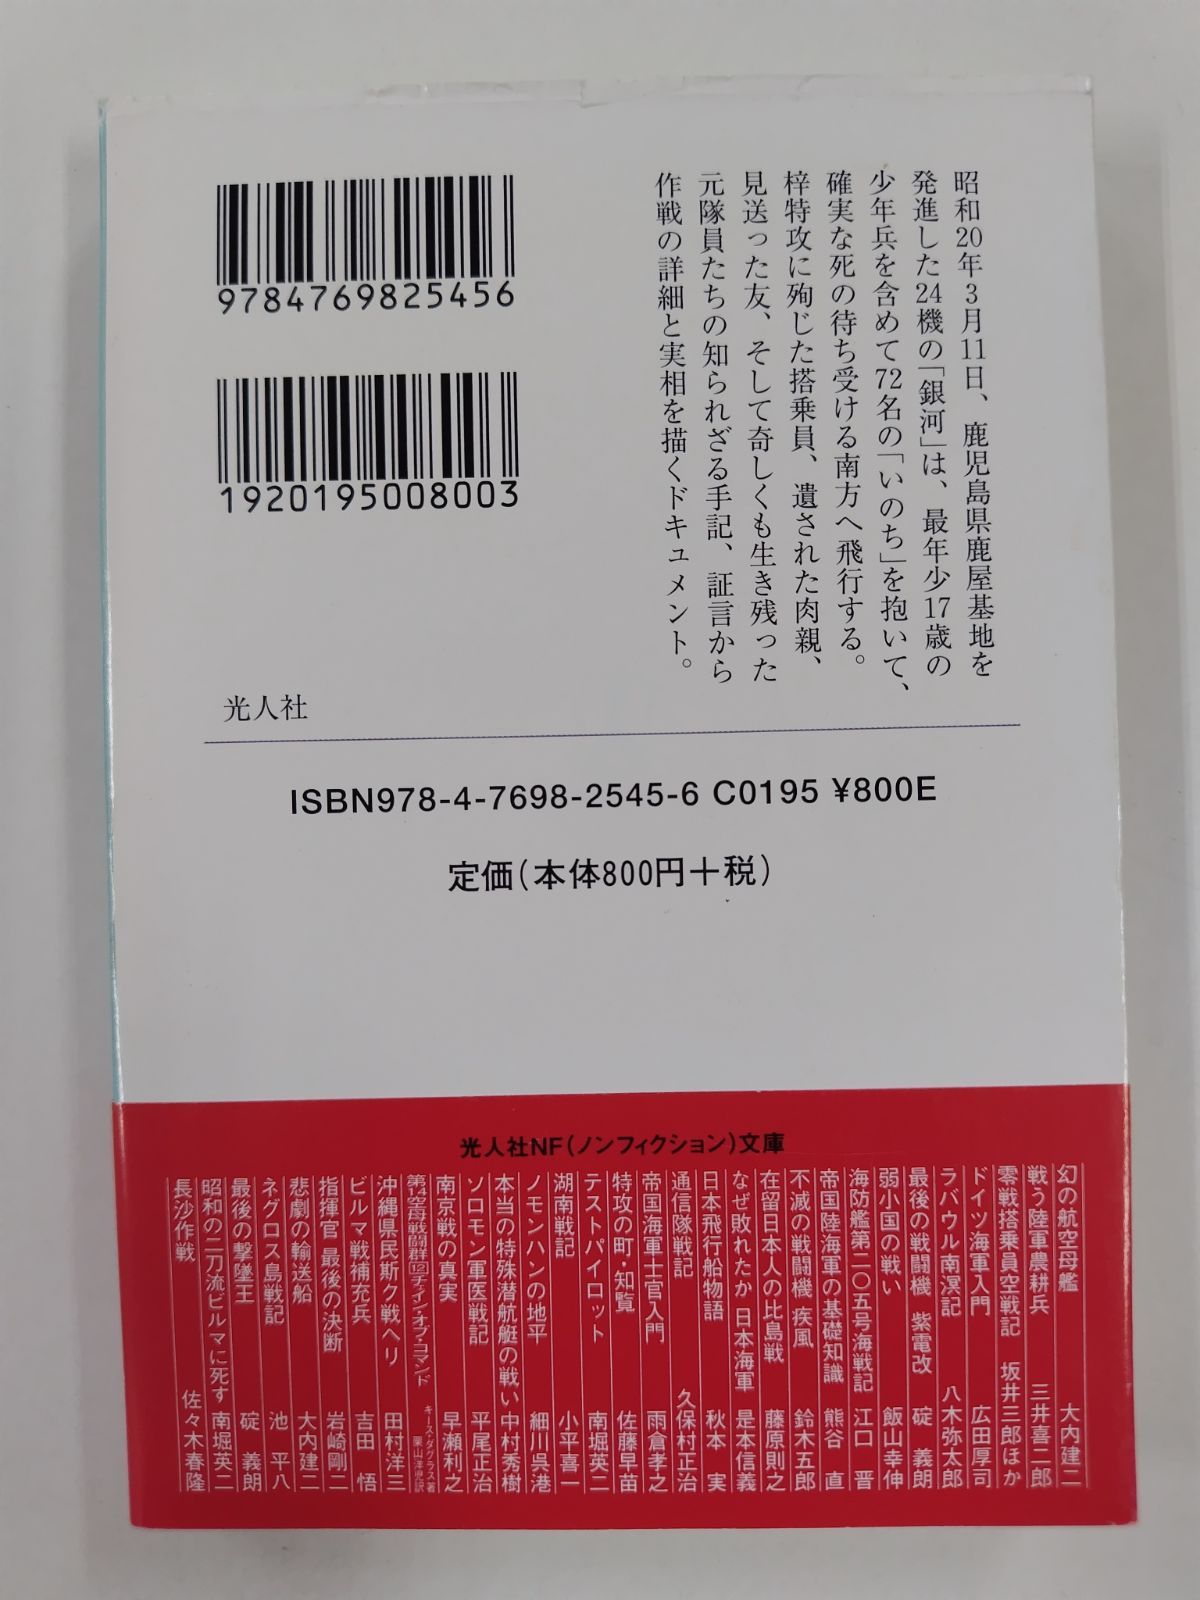 昭和20年3月11日、鹿児島県鹿屋基地を
発進した24機の「銀河」は、最年少17歳の
少年兵を含めて72名の「いのち」を抱いて、
確実な死の待ち受ける南方へ飛行する。
梓特攻に殉じた搭乗員、遺された肉親、
見送った友、そして奇しくも生き残った
元隊員たちの知られざる手記、証言から
作戦の詳細と実相を描くドキュメント。
9784769825456
1920195008003
光人社
ISBN978-4-7698-2545-6 C0195 ¥800E
定価(本体800円+税)
光人社NF(ノンフィクション)文庫
幻の航空母艦 大内建二
戦う陸軍農耕兵 三井喜二郎
零戦搭乗員空戦記 坂井三郎ほか
ドイツ海軍入門 広田厚司
ラバウル南溟記 八木弥太郎
最後の戦闘機 紫電改 碇 義朗
弱小国の戦い 飯山幸伸
海防艦第二〇五号海戦記 江口 晋
帝国陸海軍の基礎知識 熊谷 直
不滅の戦闘機 疾風 鈴木五郎
在留日本人の比島戦 藤原則之
なぜ敗れたか 日本海軍 是本信義
日本飛行船物語 秋本 実
通信隊戦記 久保村正治
帝国海軍士官入門 雨倉孝之
特攻の町・知覧 佐藤早苗
テストパイロット 南堀英二
湖南戦記 小平喜一
ノモンハンの地平 細川呉港
本当の特殊潜航艇の戦い 中村秀樹
ソロモン軍医戦記 平尾正治
南京戦の真実 早瀬利之
第14空母戦闘群 12 チェイン・オブ・コマンド キース・ダグラス著 栗山洋児訳
沖縄県民斯ク戦ヘリ 田村洋三
ビルマ戦補充兵 吉田 悟
指揮官 最後の決断 岩崎剛二
悲劇の輸送船 大内建二
ネグロス島戦記 池 平八
最後の撃墜王 碇 義朗
昭和の二刀流ビルマに死す 南堀英二
長沙作戦 佐々木春隆